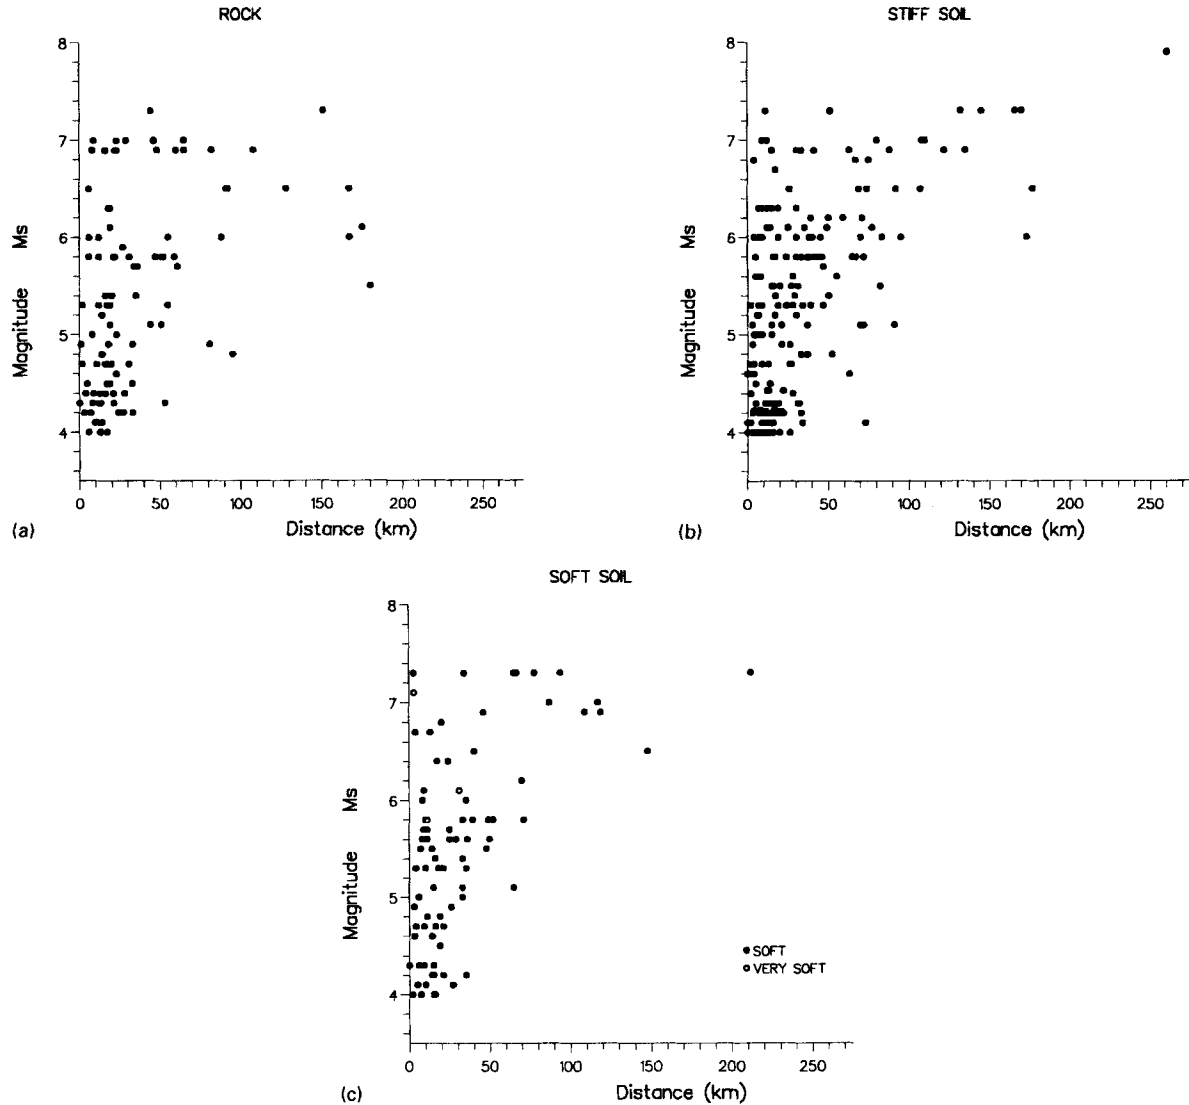 ROCK
8
7
6
5
4
Magnitude Ms
0 50 100 150 200 250
Distance (km)
(a)
STIFF SOIL
8
7
6
5
4
Magnitude Ms
0 50 100 150 200 250
Distance (km)
(b)
SOFT SOIL
8
7
6
5
4
Magnitude Ms
SOFT
VERY SOFT
0 50 100 150 200 250
Distance (km)
(c)